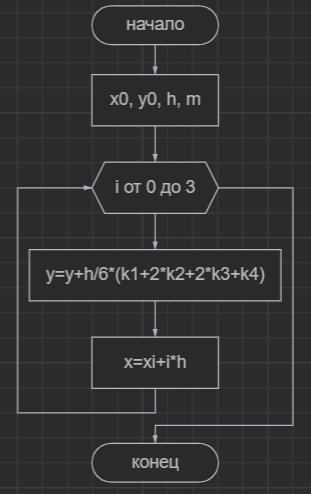 начало
x0, y0, h, m
i от 0 до 3
y=y+h/6*(k1+2*k2+2*k3+k4)
x=xi+i*h
конец